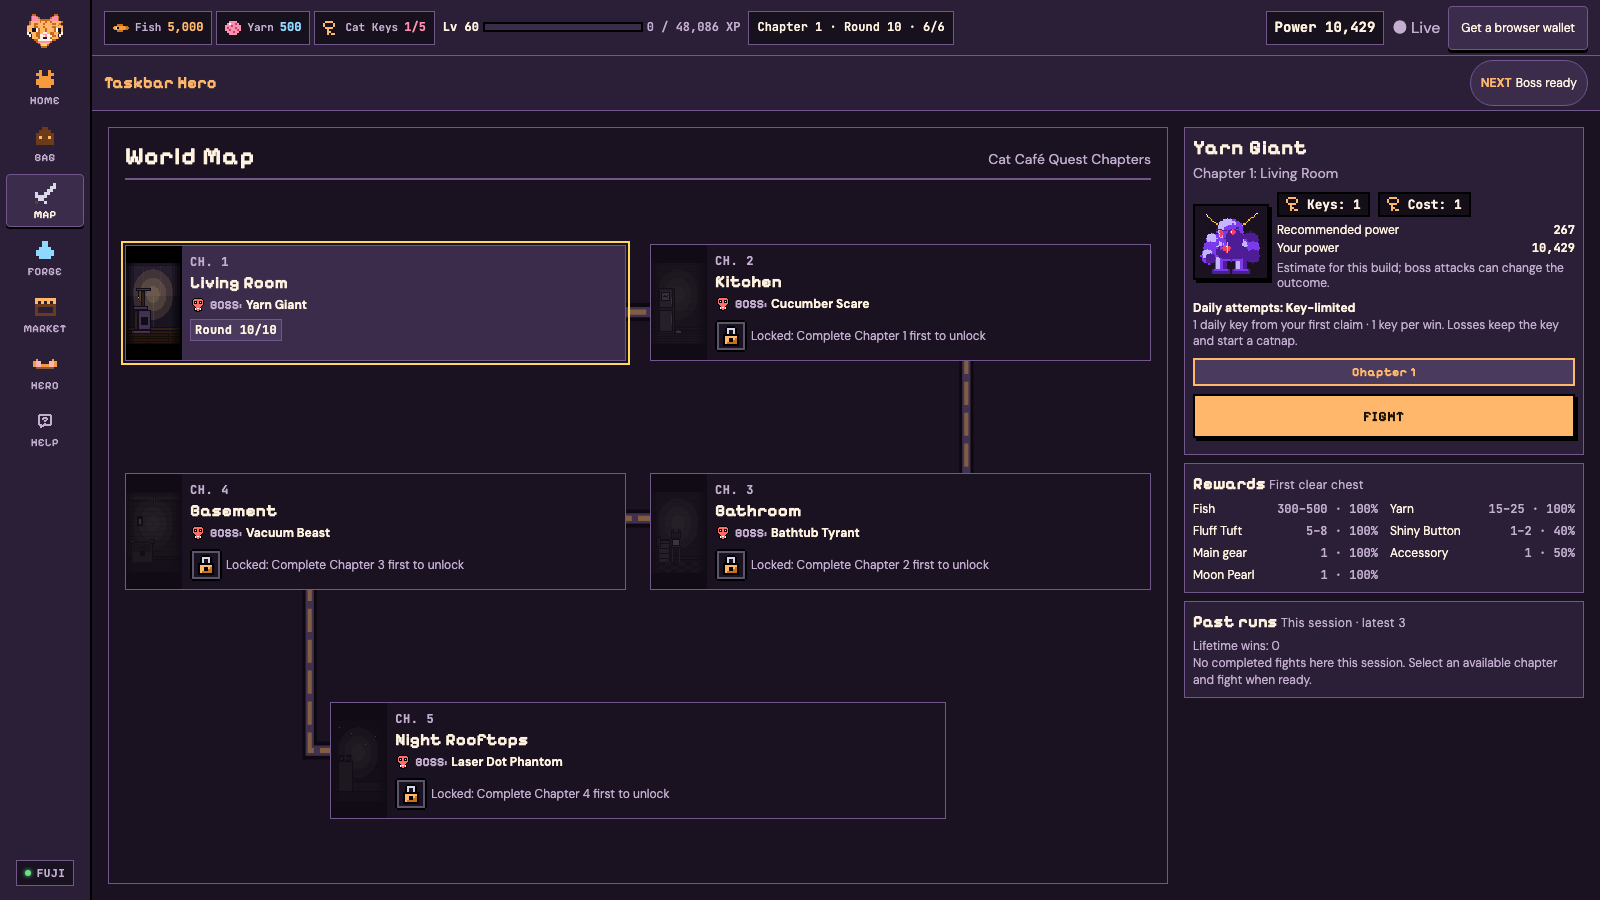 Fish 5,000
Yarn 500
Cat Keys 1/5
Lv 60
0 / 48,086 XP
Chapter 1 · Round 10 · 6/6
Power 10,429
Live
Get a browser wallet
Taskbar Hero
NEXT Boss ready
HOME
BAG
MAP
FORGE
MARKET
HERO
HELP
FUJI
World Map
Cat Café Quest Chapters
CH. 1
Living Room
BOSS: Yarn Giant
Round 10/10
CH. 2
Kitchen
BOSS: Cucumber Scare
Locked: Complete Chapter 1 first to unlock
CH. 4
Basement
BOSS: Vacuum Beast
Locked: Complete Chapter 3 first to unlock
CH. 3
Bathroom
BOSS: Bathtub Tyrant
Locked: Complete Chapter 2 first to unlock
CH. 5
Night Rooftops
BOSS: Laser Dot Phantom
Locked: Complete Chapter 4 first to unlock
Yarn Giant
Chapter 1: Living Room
Keys: 1
Cost: 1
Recommended power 267
Your power 10,429
Estimate for this build; boss attacks can change the
outcome.
Daily attempts: Key-limited
1 daily key from your first claim · 1 key per win. Losses keep the key
and start a catnap.
Chapter 1
FIGHT
Rewards First clear chest
Fish 300–500 · 100% Yarn 15–25 · 100%
Fluff Tuft 5–8 · 100% Shiny Button 1–2 · 40%
Main gear 1 · 100% Accessory 1 · 50%
Moon Pearl 1 · 100%
Past runs This session · latest 3
Lifetime wins: 0
No completed fights here this session. Select an available chapter
and fight when ready.